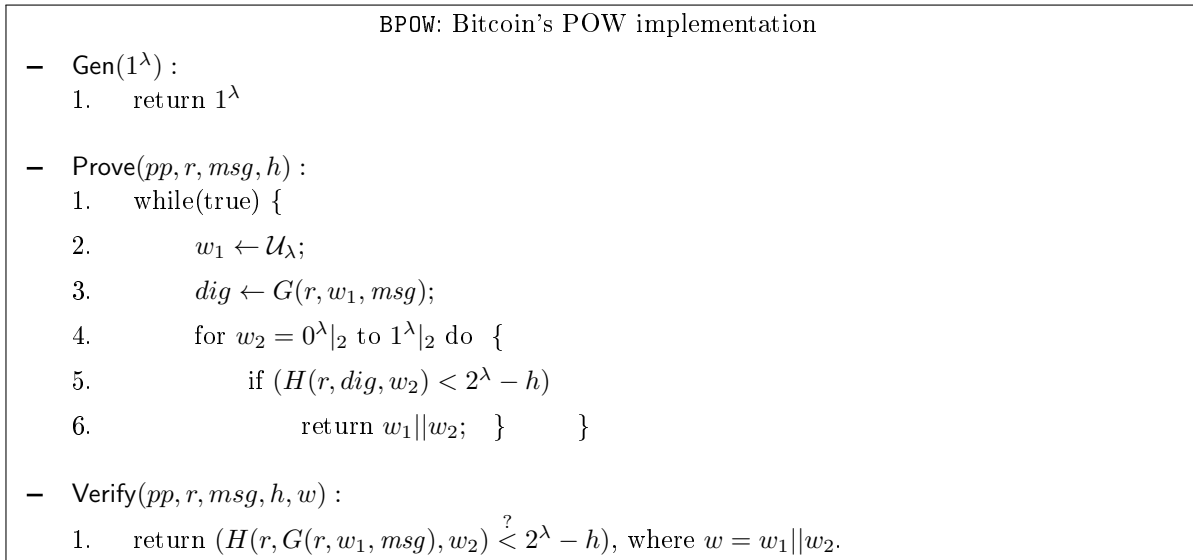 BPOW: Bitcoin's POW implementation
– Gen(1^λ) :
1. return 1^λ
– Prove(pp, r, msg, h) :
1. while(true) {
2. w₁ ← 𝒰_λ;
3. dig ← G(r, w₁, msg);
4. for w₂ = 0^λ|₂ to 1^λ|₂ do {
5. if (H(r, dig, w₂) < 2^λ − h)
6. return w₁||w₂; } }
– Verify(pp, r, msg, h, w) :
1. return (H(r, G(r, w₁, msg), w₂) <^? 2^λ − h), where w = w₁||w₂.